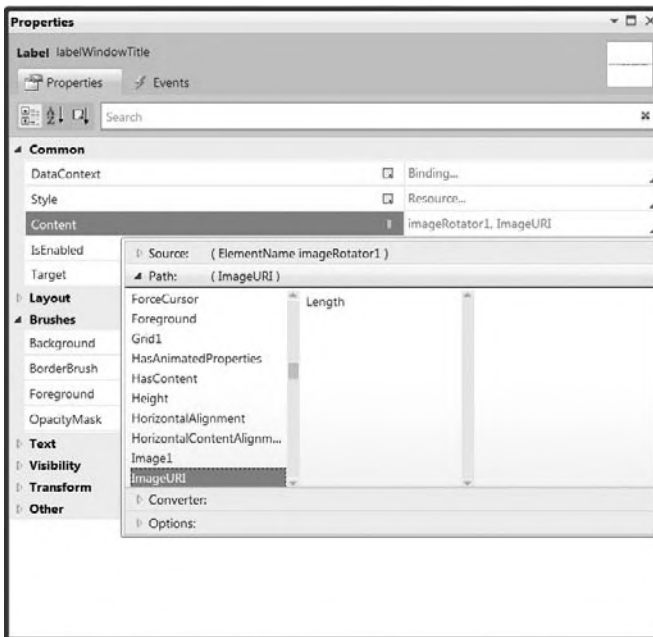 Properties
Label labelWindowTitle
Properties Events
Search
Common
DataContext Binding...
Style Resource...
Content imageRotator1, ImageURI
IsEnabled
Target
Layout
Brushes
Background
BorderBrush
Foreground
OpacityMask
Text
Visibility
Transform
Other
Source: ( ElementName imageRotator1 )
Path: ( ImageURI )
ForceCursor
Foreground
Grid1
HasAnimatedProperties
HasContent
Height
HorizontalAlignment
HorizontalContentAlignm...
Image1
ImageURI
Length
Converter:
Options: